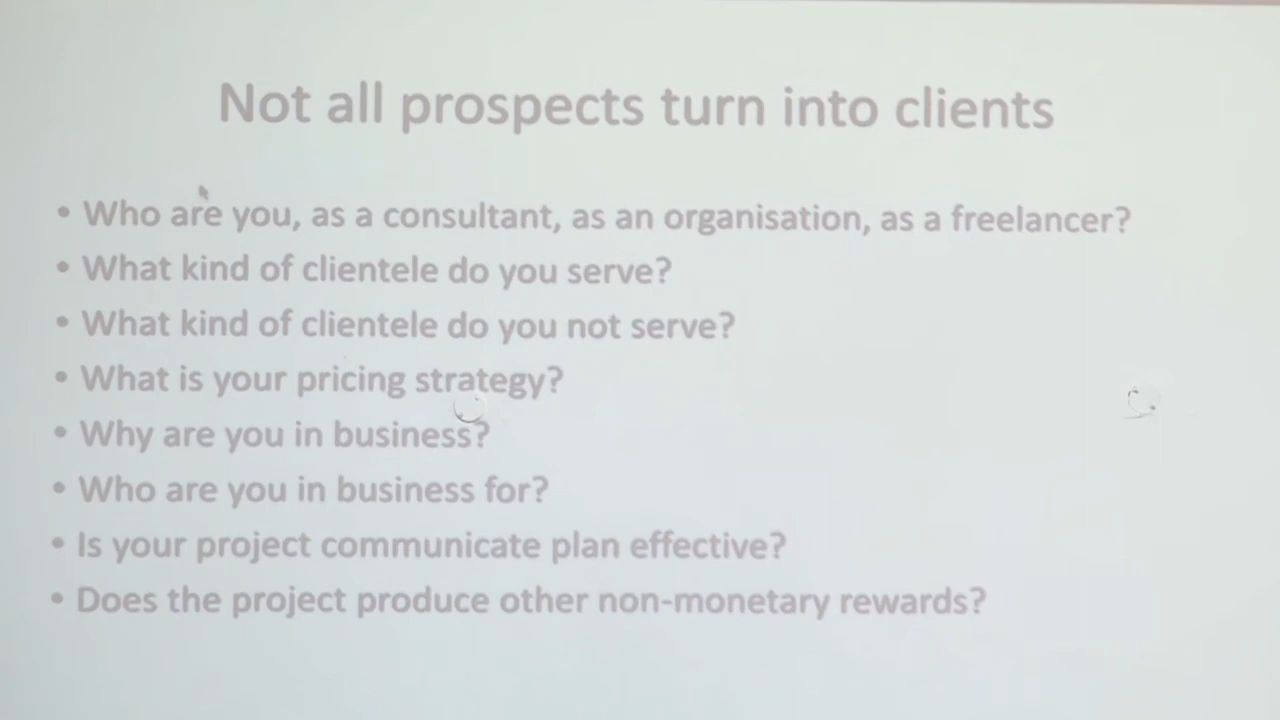 Not all prospects turn into clients
• Who are you, as a consultant, as an organisation, as a freelancer?
• What kind of clientele do you serve?
• What kind of clientele do you not serve?
• What is your pricing strategy?
• Why are you in business?
• Who are you in business for?
• Is your project communicate plan effective?
• Does the project produce other non-monetary rewards?